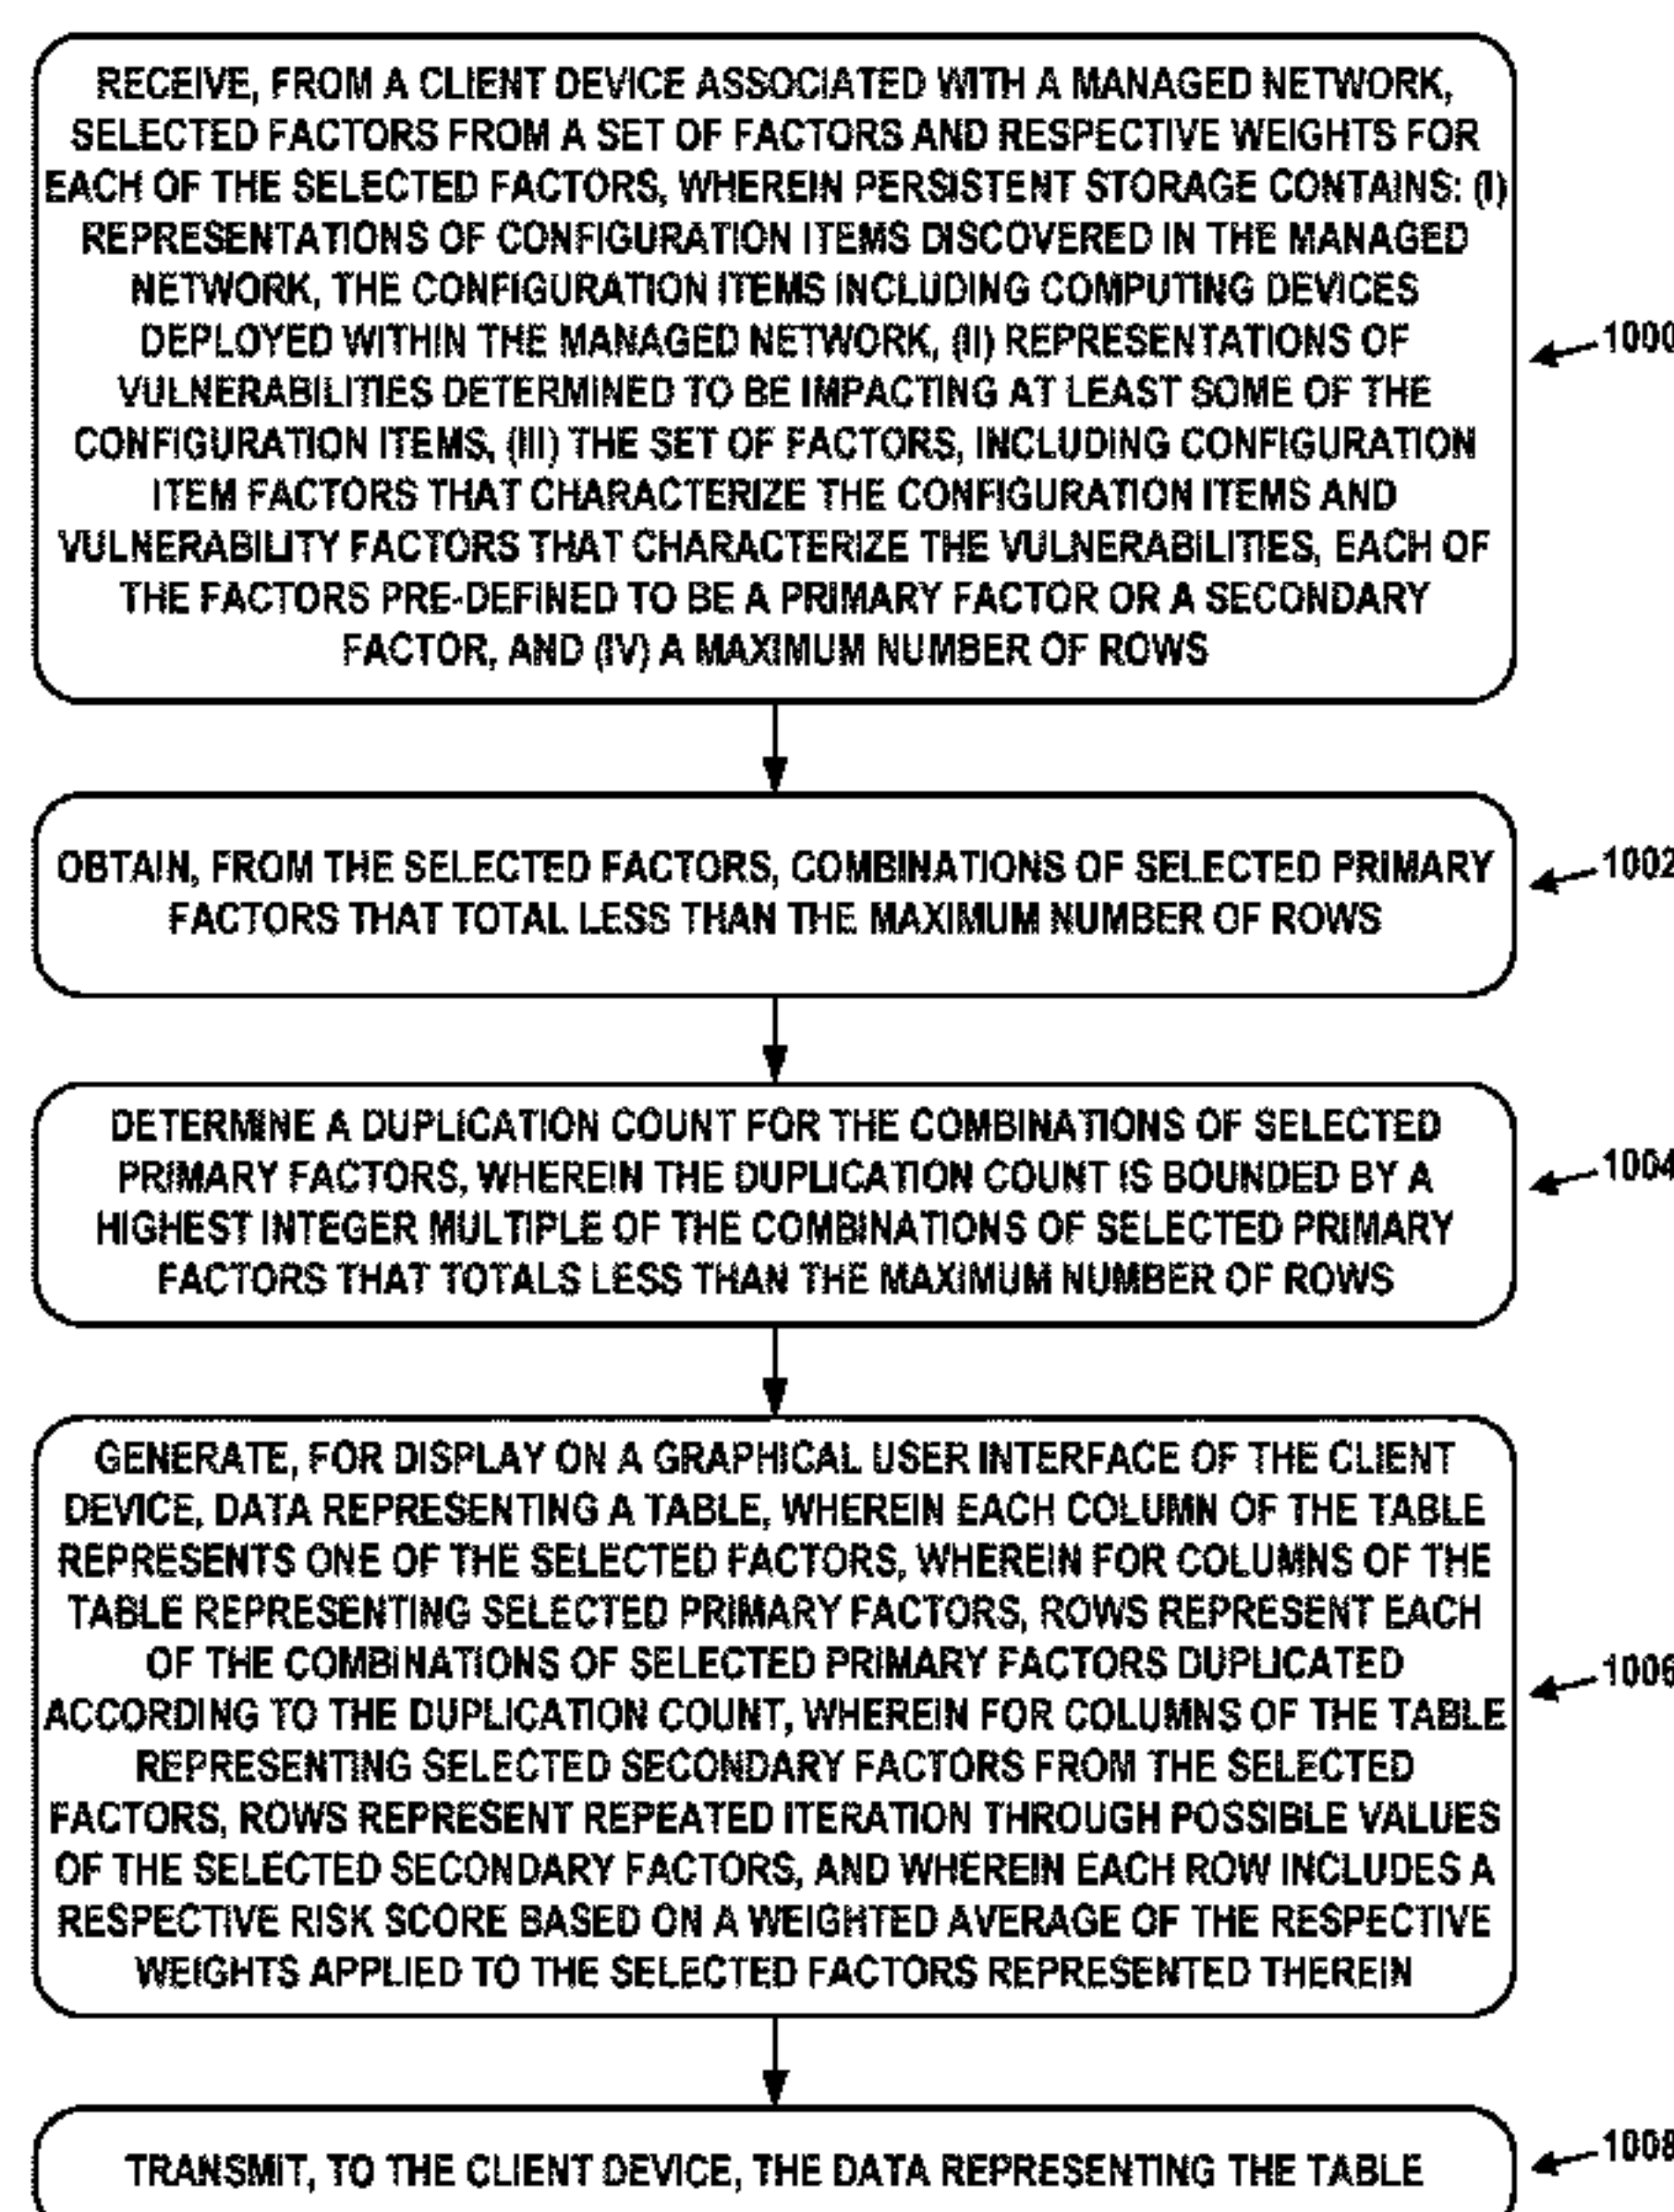 RECEIVE, FROM A CLIENT DEVICE ASSOCIATED WITH A MANAGED NETWORK,
SELECTED FACTORS FROM A SET OF FACTORS AND RESPECTIVE WEIGHTS FOR
EACH OF THE SELECTED FACTORS, WHEREIN PERSISTENT STORAGE CONTAINS: (I)
REPRESENTATIONS OF CONFIGURATION ITEMS DISCOVERED IN THE MANAGED
NETWORK, THE CONFIGURATION ITEMS INCLUDING COMPUTING DEVICES
DEPLOYED WITHIN THE MANAGED NETWORK, (II) REPRESENTATIONS OF
VULNERABILITIES DETERMINED TO BE IMPACTING AT LEAST SOME OF THE
CONFIGURATION ITEMS, (III) THE SET OF FACTORS, INCLUDING CONFIGURATION
ITEM FACTORS THAT CHARACTERIZE THE CONFIGURATION ITEMS AND
VULNERABILITY FACTORS THAT CHARACTERIZE THE VULNERABILITIES, EACH OF
THE FACTORS PRE-DEFINED TO BE A PRIMARY FACTOR OR A SECONDARY
FACTOR, AND (IV) A MAXIMUM NUMBER OF ROWS
1000
OBTAIN, FROM THE SELECTED FACTORS, COMBINATIONS OF SELECTED PRIMARY
FACTORS THAT TOTAL LESS THAN THE MAXIMUM NUMBER OF ROWS
1002
DETERMINE A DUPLICATION COUNT FOR THE COMBINATIONS OF SELECTED
PRIMARY FACTORS, WHEREIN THE DUPLICATION COUNT IS BOUNDED BY A
HIGHEST INTEGER MULTIPLE OF THE COMBINATIONS OF SELECTED PRIMARY
FACTORS THAT TOTALS LESS THAN THE MAXIMUM NUMBER OF ROWS
1004
GENERATE, FOR DISPLAY ON A GRAPHICAL USER INTERFACE OF THE CLIENT
DEVICE, DATA REPRESENTING A TABLE, WHEREIN EACH COLUMN OF THE TABLE
REPRESENTS ONE OF THE SELECTED FACTORS, WHEREIN FOR COLUMNS OF THE
TABLE REPRESENTING SELECTED PRIMARY FACTORS, ROWS REPRESENT EACH
OF THE COMBINATIONS OF SELECTED PRIMARY FACTORS DUPLICATED
ACCORDING TO THE DUPLICATION COUNT, WHEREIN FOR COLUMNS OF THE TABLE
REPRESENTING SELECTED SECONDARY FACTORS FROM THE SELECTED
FACTORS, ROWS REPRESENT REPEATED ITERATION THROUGH POSSIBLE VALUES
OF THE SELECTED SECONDARY FACTORS, AND WHEREIN EACH ROW INCLUDES A
RESPECTIVE RISK SCORE BASED ON A WEIGHTED AVERAGE OF THE RESPECTIVE
WEIGHTS APPLIED TO THE SELECTED FACTORS REPRESENTED THEREIN
1006
TRANSMIT, TO THE CLIENT DEVICE, THE DATA REPRESENTING THE TABLE
1008